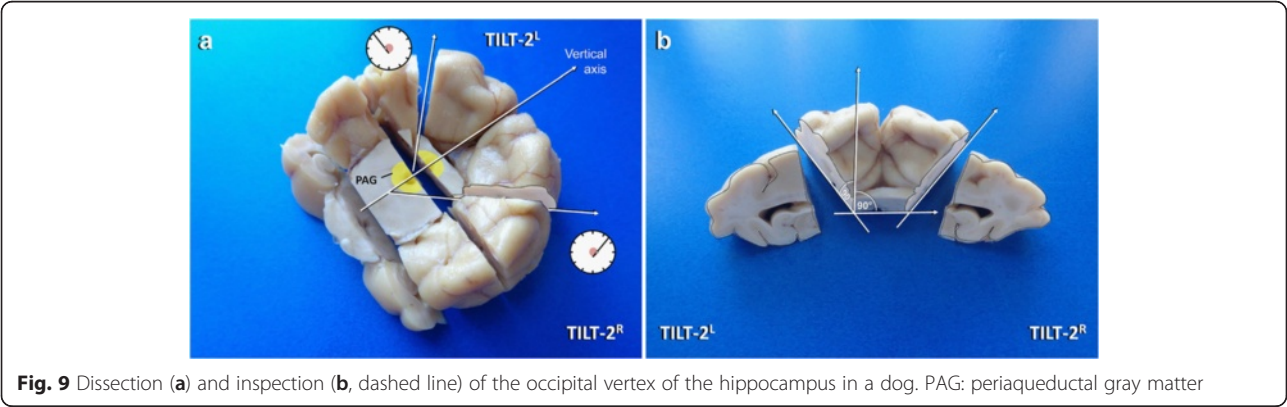 a
TILT-2ᴸ
Vertical
axis
PAG
TILT-2ᴿ
b
90°
TILT-2ᴸ
TILT-2ᴿ
Fig. 9 Dissection (a) and inspection (b, dashed line) of the occipital vertex of the hippocampus in a dog. PAG: periaqueductal gray matter